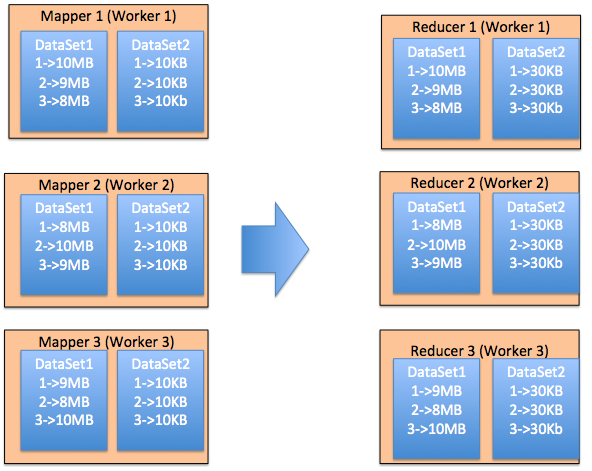 Mapper 1 (Worker 1)
DataSet1
1->10MB
2->9MB
3->8MB
DataSet2
1->10KB
2->10KB
3->10Kb
Mapper 2 (Worker 2)
DataSet1
1->8MB
2->10MB
3->9MB
DataSet2
1->10KB
2->10KB
3->10KB
Mapper 3 (Worker 3)
DataSet1
1->9MB
2->8MB
3->10MB
DataSet2
1->10KB
2->10KB
3->10KB
Reducer 1 (Worker 1)
DataSet1
1->10MB
2->9MB
3->8MB
DataSet2
1->30KB
2->30KB
3->30Kb
Reducer 2 (Worker 2)
DataSet1
1->8MB
2->10MB
3->9MB
DataSet2
1->30KB
2->30KB
3->30Kb
Reducer 3 (Worker 3)
DataSet1
1->9MB
2->8MB
3->10MB
DataSet2
1->30KB
2->30KB
3->30Kb